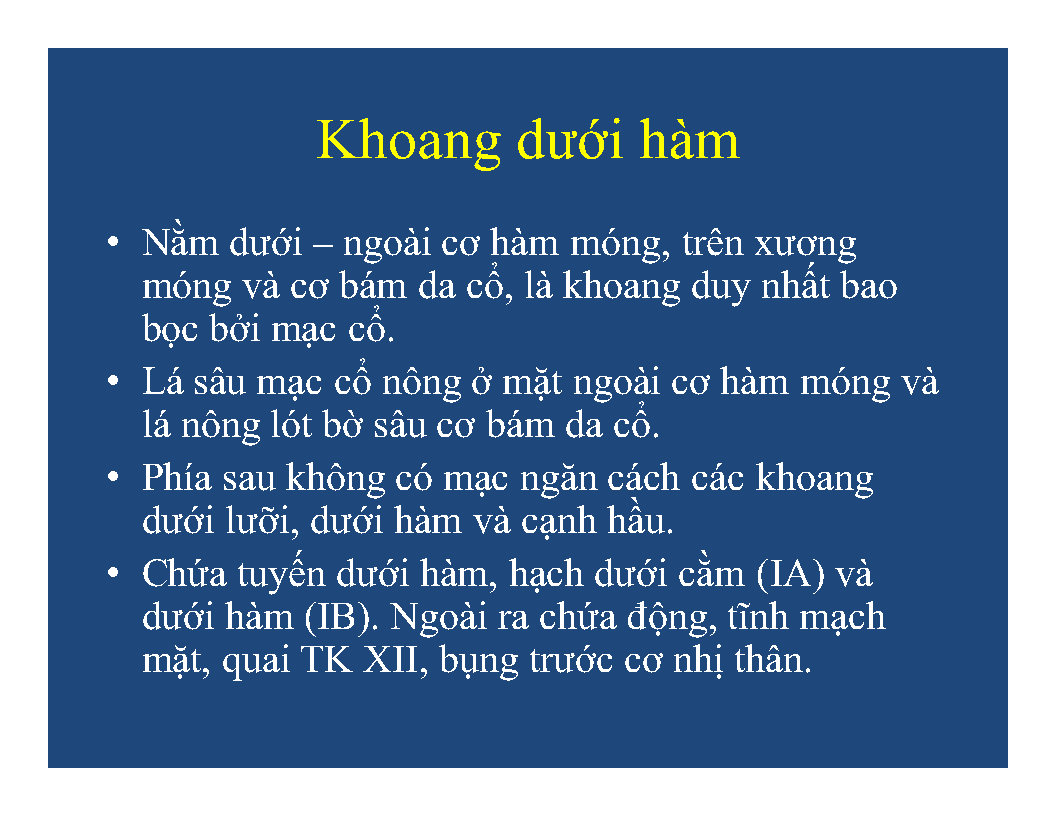 Khoang dưới hàm
• Nằm dưới – ngoài cơ hàm móng, trên xương
móng và cơ bám da cổ, là khoang duy nhất bao
bọc bởi mạc cổ.
• Lá sâu mạc cổ nông ở mặt ngoài cơ hàm móng và
lá nông lót bờ sâu cơ bám da cổ.
• Phía sau không có mạc ngăn cách các khoang
dưới lưỡi, dưới hàm và cạnh hầu.
• Chứa tuyến dưới hàm, hạch dưới cằm (IA) và
dưới hàm (IB). Ngoài ra chứa động, tĩnh mạch
mặt, quai TK XII, bụng trước cơ nhị thân.